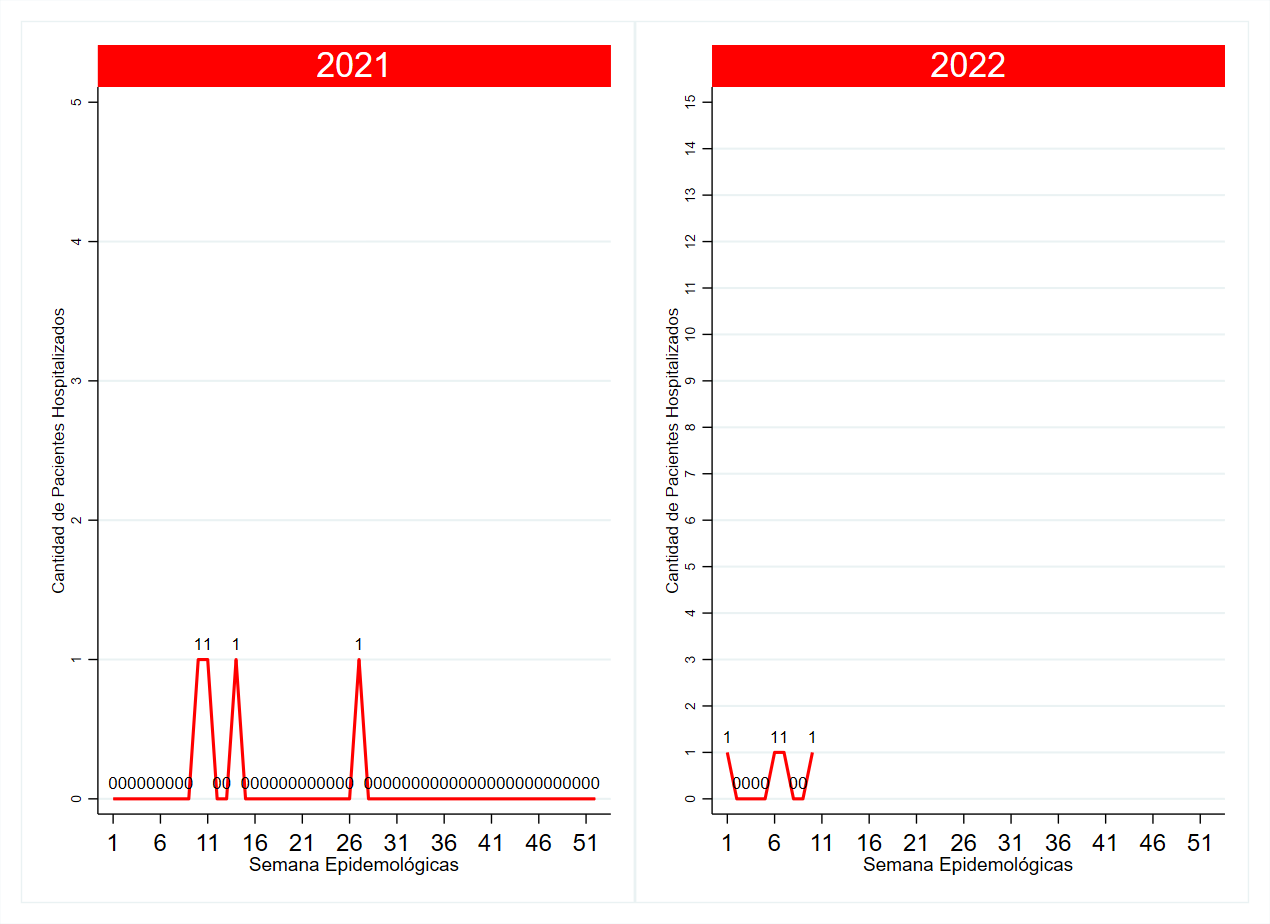 2021
5
4
3
2
1
0
Cantidad de Pacientes Hospitalizados
11 1 1
000000000 00 000000000000 0000000000000000000000000
1 6 11 16 21 26 31 36 41 46 51
Semana Epidemológicas
2022
15
14
13
12
11
10
9
8
7
6
5
4
3
2
1
0
Cantidad de Pacientes Hospitalizados
1 11 1
0000 00
1 6 11 16 21 26 31 36 41 46 51
Semana Epidemológicas